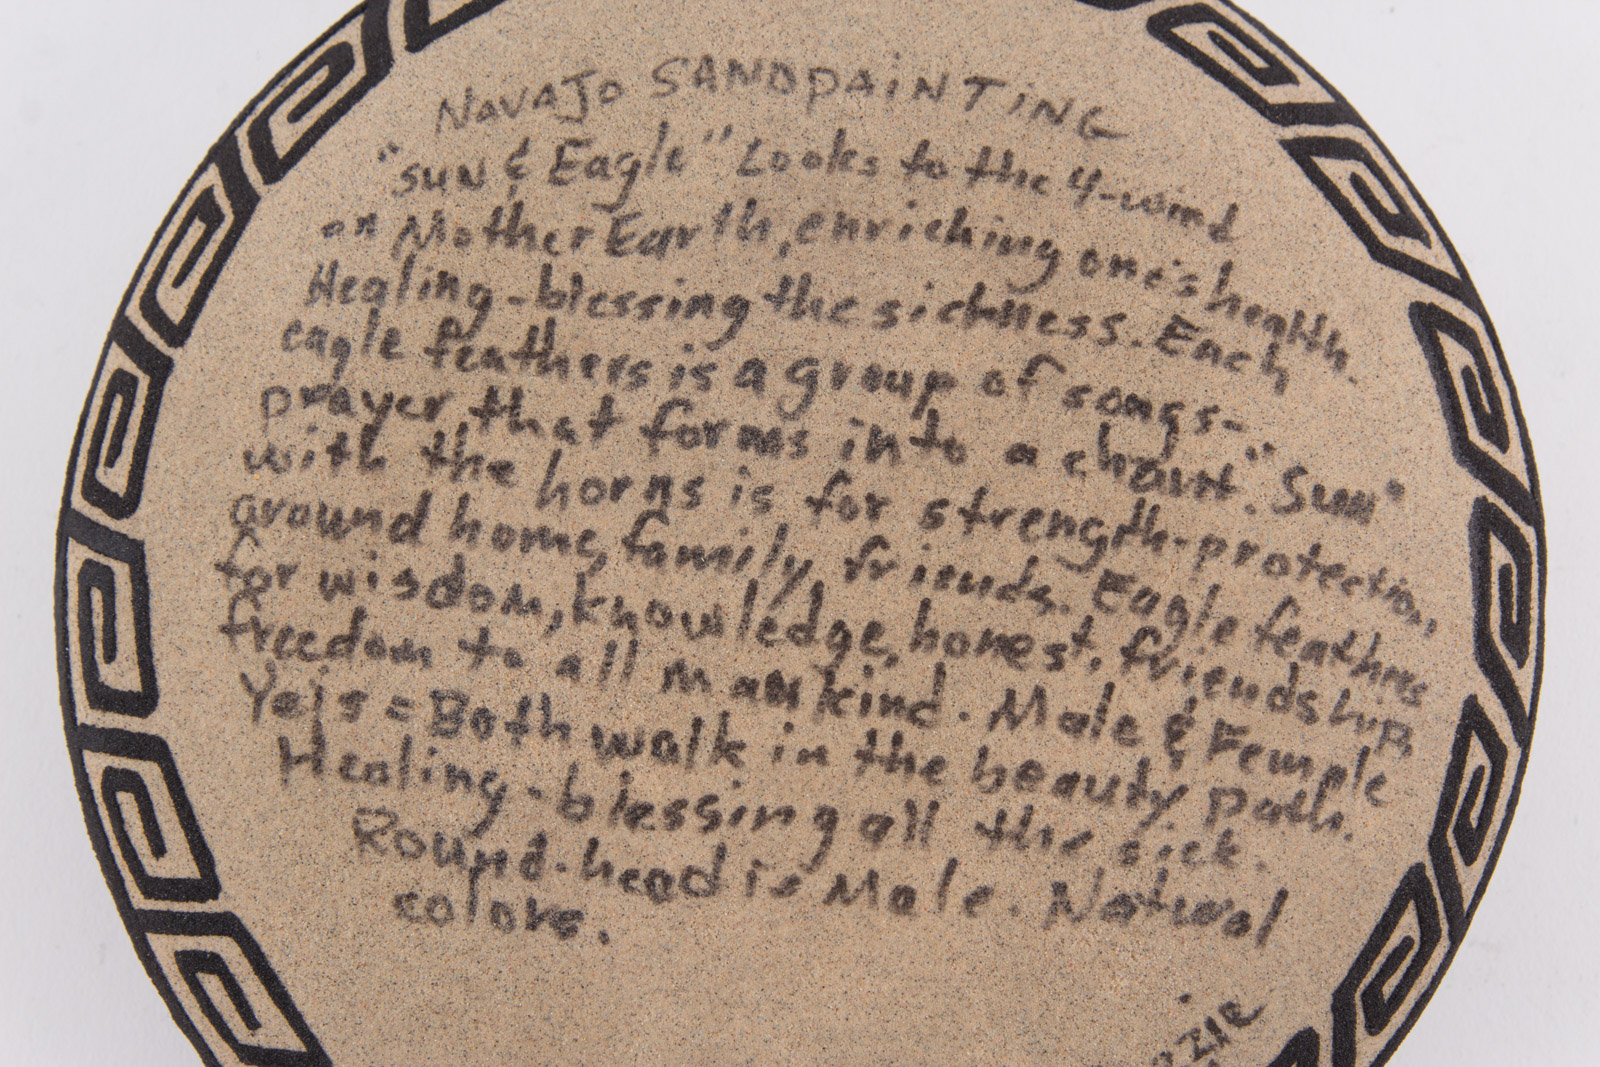 NAVAJO SANDPAINTING
"SUN & Eagle" Looks to the 4-wind
on Mother Earth, enriching one's health.
Healing-blessing the sickness. Each
eagle feathers is a group of songs-
prayer that forms into a chant. "Sun"
with the horns is for strength-protection,
around home, family, friends. Eagle feathers
for wisdom, knowledge, honest, friendship,
freedom to all mankind. Male & Female
Yei's = Both walk in the beauty path.
Healing-blessing all the sick.
Round-head is Male. Natural
colors.